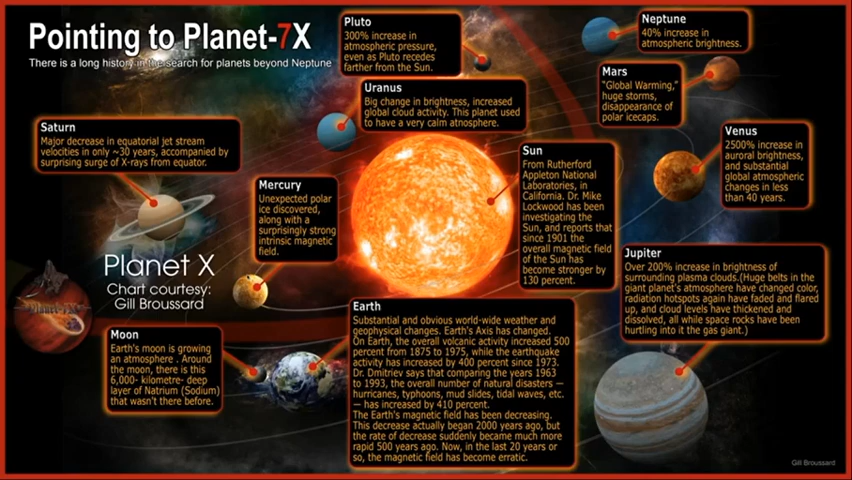 Pointing to Planet-7X
There is a long history in the search for planets beyond Neptune
Pluto
300% increase in
atmospheric pressure,
even as Pluto recedes
farther from the Sun.
Neptune
40% increase in
atmospheric brightness.
Uranus
Big change in brightness, increased
global cloud activity. This planet used
to have a very calm atmosphere.
Mars
"Global Warming,"
huge storms,
disappearance of
polar icecaps.
Saturn
Major decrease in equatorial jet stream
velocities in only ~30 years, accompanied by
surprising surge of X-rays from equator.
Venus
2500% increase in
auroral brightness,
and substantial
global atmospheric
changes in less
than 40 years.
Sun
From Rutherford
Appleton National
Laboratories, in
California. Dr. Mike
Lockwood has been
investigating the
Sun, and reports that
since 1901 the
overall magnetic field
of the Sun has
become stronger by
130 percent.
Mercury
Unexpected polar
ice discovered,
along with a
surprisingly strong
intrinsic magnetic
field.
Planet X
Chart courtesy:
Gill Broussard
Planet-7X
Jupiter
Over 200% increase in brightness of
surrounding plasma clouds.(Huge belts in the
giant planet's atmosphere have changed color,
radiation hotspots again have faded and flared
up, and cloud levels have thickened and
dissolved, all while space rocks have been
hurtling into it the gas giant.)
Moon
Earth's moon is growing
an atmosphere . Around
the moon, there is this
6,000- kilometre- deep
layer of Natrium (Sodium)
that wasn't there before.
Earth
Substantial and obvious world-wide weather and
geophysical changes. Earth's Axis has changed.
On Earth, the overall volcanic activity increased 500
percent from 1875 to 1975, while the earthquake
activity has increased by 400 percent since 1973.
Dr. Dmitriev says that comparing the years 1963
to 1993, the overall number of natural disasters —
hurricanes, typhoons, mud slides, tidal waves, etc.
— has increased by 410 percent.
The Earth's magnetic field has been decreasing.
This decrease actually began 2000 years ago, but
the rate of decrease suddenly became much more
rapid 500 years ago. Now, in the last 20 years or
so, the magnetic field has become erratic.
Gill Broussard